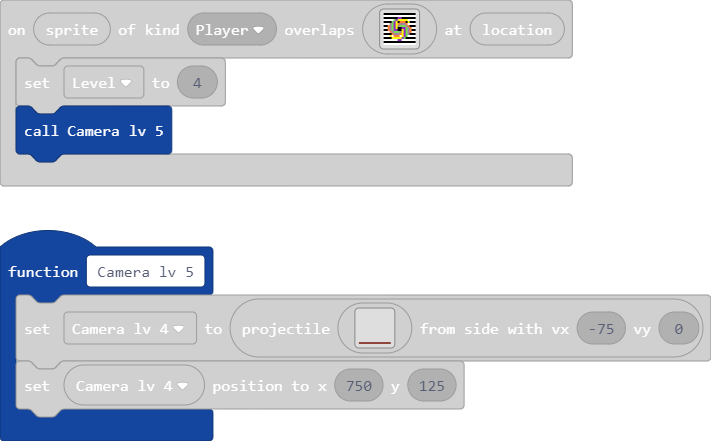 on sprite of kind Player overlaps at location
set Level to 4
call Camera lv 5
function Camera lv 5
set Camera lv 4 to projectile from side with vx -75 vy 0
set Camera lv 4 position to x 750 y 125